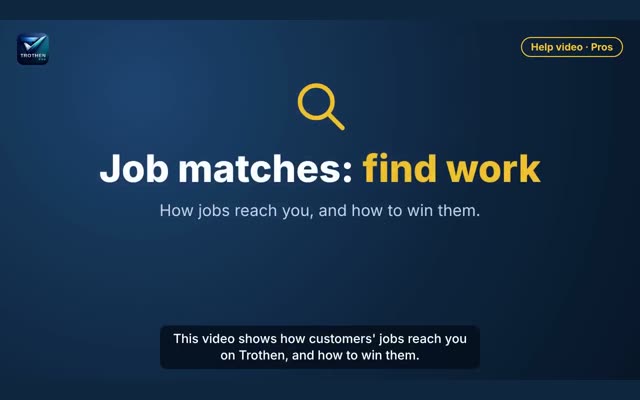 TROTHEN
Help video · Pros
Job matches: find work
How jobs reach you, and how to win them.
This video shows how customers' jobs reach you
on Trothen, and how to win them.